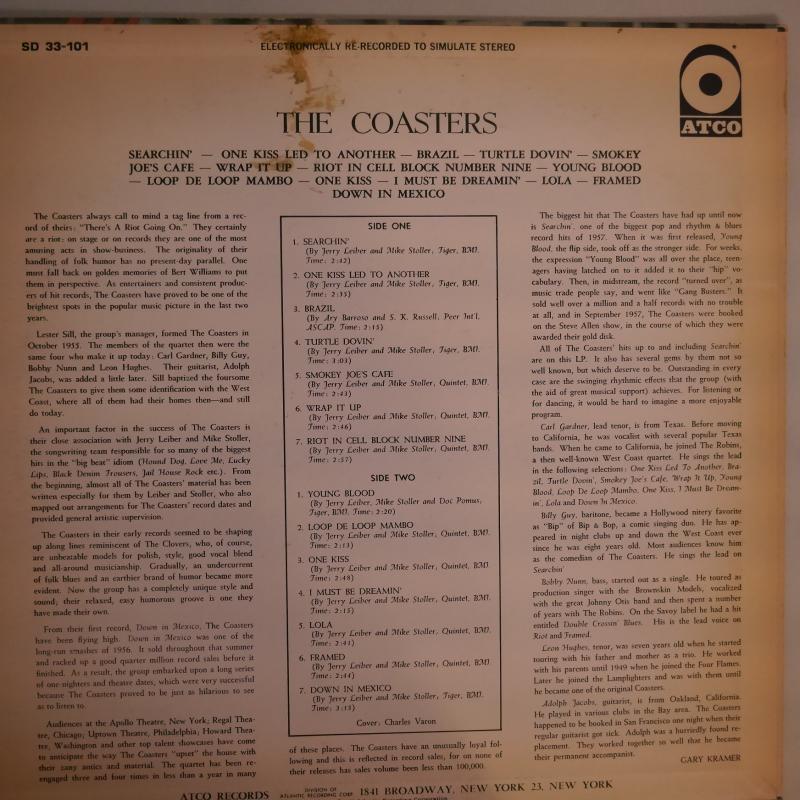 SD 33-101
ELECTRONICALLY RE-RECORDED TO SIMULATE STEREO
ATCO
THE COASTERS
SEARCHIN' — ONE KISS LED TO ANOTHER — BRAZIL — TURTLE DOVIN' — SMOKEY
JOE'S CAFE — WRAP IT UP — RIOT IN CELL BLOCK NUMBER NINE — YOUNG BLOOD
— LOOP DE LOOP MAMBO — ONE KISS — I MUST BE DREAMIN' — LOLA — FRAMED
DOWN IN MEXICO
The Coasters always call to mind a tag line from a rec-
ord of theirs: "There's A Riot Going On." They certainly
are a riot: on stage or on records they are one of the most
amusing acts in show-business. The originality of their
handling of folk humor has no present-day parallel. One
must fall back on golden memories of Bert Williams to put
them in perspective. As entertainers and consistent produc-
ers of hit records, The Coasters have proved to be one of the
brightest spots in the popular music picture in the last two
years.
Lester Sill, the group's manager, formed The Coasters in
October 1955. The members of the quartet then were the
same four who make it up today: Carl Gardner, Billy Guy,
Bobby Nunn and Leon Hughes. Their guitarist, Adolph
Jacobs, was added a little later. Sill baptized the foursome
The Coasters to give them some identification with the West
Coast, where all of them had their homes then—and still
do today.
An important factor in the success of The Coasters is
their close association with Jerry Leiber and Mike Stoller,
the songwriting team responsible for so many of the biggest
hits in the "big beat" idiom (Hound Dog, Love Me, Lucky
Lips, Black Denim Trousers, Jail House Rock etc.). From
the beginning, almost all of The Coasters' material has been
written especially for them by Leiber and Stoller, who also
mapped out arrangements for The Coasters' record dates and
provided general artistic supervision.
The Coasters in their early records seemed to be shaping
up along lines reminiscent of The Clovers, who, of course,
are unbeatable models for polish, style, good vocal blend
and all-around musicianship. Gradually, an undercurrent
of folk blues and an earthier brand of humor became more
evident. Now the group has a completely unique style and
sound; their relaxed, easy humorous groove is one they
have made their own.
From their first record, Down in Mexico, The Coasters
have been flying high. Down in Mexico was one of the
long-run smashes of 1956. It sold throughout that summer
and racked up a good quarter million record sales before it
finished. As a result, the group embarked upon a long series
of one-nighters and theatre dates, which were very successful
because The Coasters proved to be just as hilarious to see
as to listen to.
Audiences at the Apollo Theatre, New York; Regal Thea-
tre, Chicago; Uptown Theatre, Philadelphia; Howard Thea-
tre, Washington and other top talent showcases have come
to anticipate the way The Coasters "upset" the house with
their zany antics and material. The quartet has been re-
engaged three and four times in less than a year in many
SIDE ONE
1. SEARCHIN'
(By Jerry Leiber and Mike Stoller, Tiger, BMI.
Time: 2:42)
2. ONE KISS LED TO ANOTHER
(By Jerry Leiber and Mike Stoller, Tiger, BMI.
Time: 2:35)
3. BRAZIL
(By Ary Barroso and S. K. Russell, Peer Int'l,
ASCAP. Time: 2:15)
4. TURTLE DOVIN'
(By Jerry Leiber and Mike Stoller, Tiger, BMI.
Time: 3:03)
5. SMOKEY JOE'S CAFE
(By Jerry Leiber and Mike Stoller, Quintet, BMI.
Time: 2:43)
6. WRAP IT UP
(By Jerry Leiber and Mike Stoller, Quintet, BMI.
Time: 2:46)
7. RIOT IN CELL BLOCK NUMBER NINE
(By Jerry Leiber and Mike Stoller, Quintet, BMI.
Time: 2:57)
SIDE TWO
1. YOUNG BLOOD
(By Jerry Leiber, Mike Stoller and Doc Pomus,
Tiger, BMI. Time: 2:20)
2. LOOP DE LOOP MAMBO
(By Jerry Leiber and Mike Stoller, Quintet, BMI.
Time: 2:13)
3. ONE KISS
(By Jerry Leiber and Mike Stoller, Quintet, BMI.
Time: 2:48)
4. I MUST BE DREAMIN'
(By Jerry Leiber and Mike Stoller, Quintet, BMI.
Time: 2:15)
5. LOLA
(By Jerry Leiber and Mike Stoller, Quintet, BMI.
Time: 2:41)
6. FRAMED
(By Jerry Leiber and Mike Stoller, Quintet, BMI.
Time: 2:44)
7. DOWN IN MEXICO
(By Jerry Leiber and Mike Stoller, Tiger, BMI.
Time: 3:13)
Cover: Charles Varon
of these places. The Coasters have an unusually loyal fol-
lowing and this is reflected in record sales, for on none of
their releases has sales volume been less than 100,000.
The biggest hit that The Coasters have had up until now
is Searchin', one of the biggest pop and rhythm & blues
record hits of 1957. When it was first released, Young
Blood, the flip side, took off as the stronger side. For weeks,
the expression "Young Blood" was all over the place, teen-
agers having latched on to it added it to their "hip" vo-
cabulary. Then, in midstream, the record "turned over", as
music trade people say, and went like "Gang Busters." It
sold well over a million and a half records with no trouble
at all, and in September 1957, The Coasters were booked
on the Steve Allen show, in the course of which they were
awarded their gold disk.
All of The Coasters' hits up to and including Searchin'
are on this LP. It also has several gems by them not so
well known, but which deserve to be. Outstanding in every
case are the swinging rhythmic effects that the group (with
the aid of great musical support) achieves. For listening or
for dancing, it would be hard to imagine a more enjoyable
program.
Carl Gardner, lead tenor, is from Texas. Before moving
to California, he was vocalist with several popular Texas
bands. When he came to California, he joined The Robins,
a then well-known West Coast quartet. He sings the lead
in the following selections: One Kiss Led To Another, Bra-
zil, Turtle Dovin', Smokey Joe's Cafe, Wrap It Up, Young
Blood, Loop De Loop Mambo, One Kiss, I Must Be Dream-
in', Lola and Down In Mexico.
Billy Guy, baritone, became a Hollywood nitery favorite
as "Bip" of Bip & Bop, a comic singing duo. He has ap-
peared in night clubs up and down the West Coast ever
since he was eight years old. Most audiences know him
as the comedian of The Coasters. He sings the lead on
Searchin'
Bobby Nunn, bass, started out as a single. He toured as
production singer with the Brownskin Models, vocalized
with the great Johnny Otis band and then spent a number
of years with The Robins. On the Savoy label he had a hit
entitled Double Crossin' Blues. His is the lead voice on
Riot and Framed.
Leon Hughes, tenor, was seven years old when he started
touring with his father and mother as a trio. He worked
with his parents until 1949 when he joined the Four Flames.
Later he joined the Lamplighters and was with them until
he became one of the original Coasters.
Adolph Jacobs, guitarist, is from Oakland, California.
He played in various clubs in the Bay area. The Coasters
happened to be booked in San Francisco one night when their
regular guitarist got sick. Adolph was a hurriedly found re-
placement. They worked together so well that he became
their permanent accompanist.
GARY KRAMER
ATCO RECORDS DIVISION OF ATLANTIC RECORDING CORP. 1841 BROADWAY, NEW YORK 23, NEW YORK